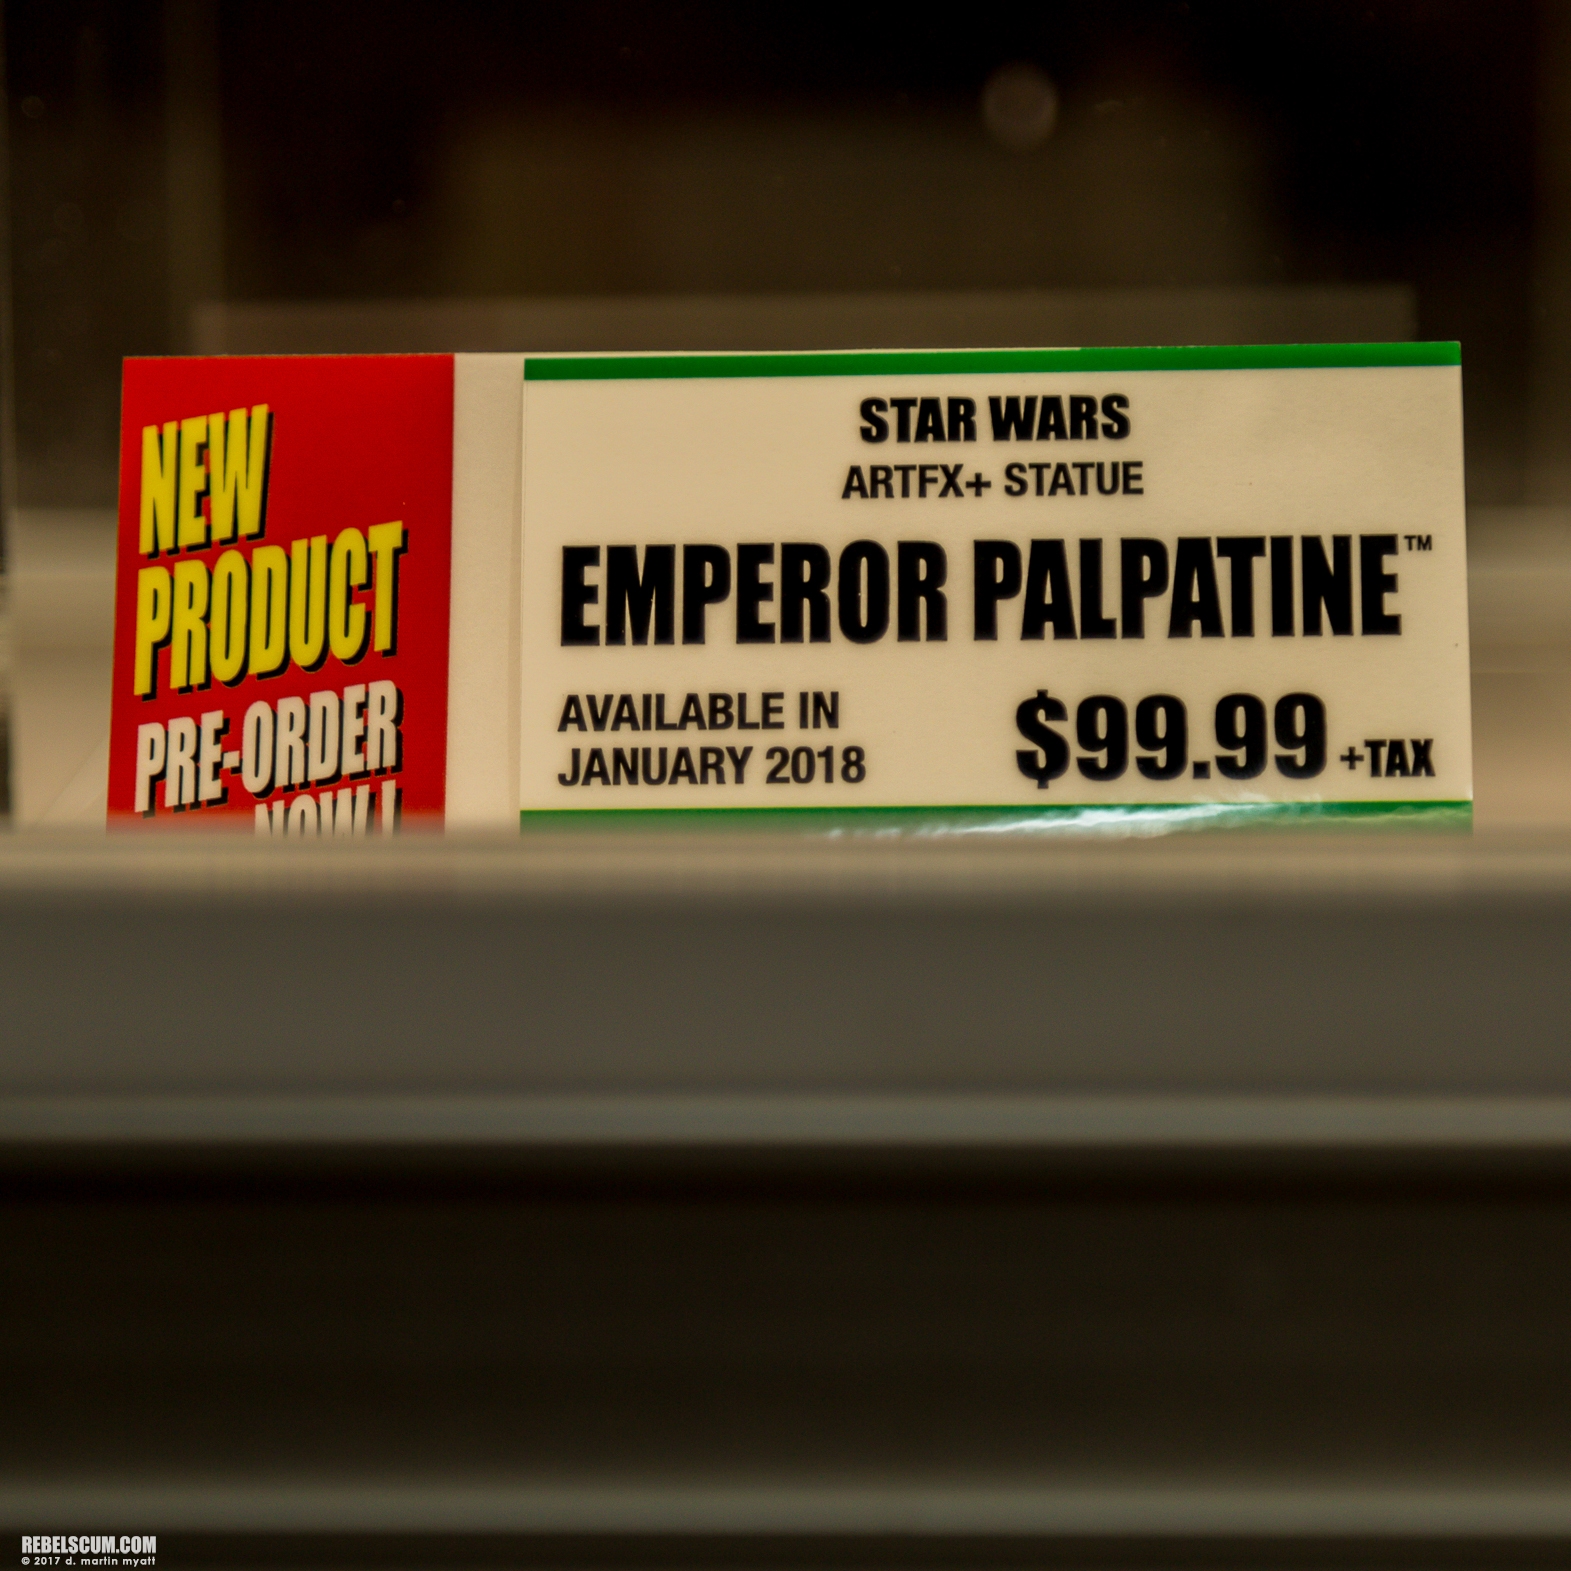 NEW
PRODUCT
PRE-ORDER
NOW!
STAR WARS
ARTFX+ STATUE
EMPEROR PALPATINE™
AVAILABLE IN
JANUARY 2018
$99.99 +TAX
REBELSCUM.COM
© 2017 d. martin myatt